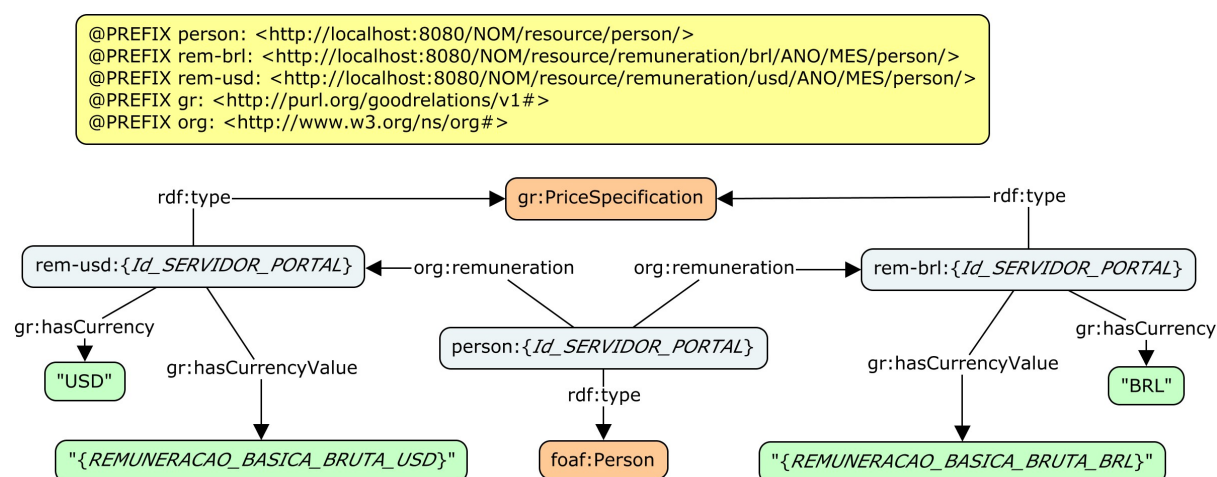 @PREFIX person: <http://localhost:8080/NOM/resource/person/>
@PREFIX rem-brl: <http://localhost:8080/NOM/resource/remuneration/brl/ANO/MES/person/>
@PREFIX rem-usd: <http://localhost:8080/NOM/resource/remuneration/usd/ANO/MES/person/>
@PREFIX gr: <http://purl.org/goodrelations/v1#>
@PREFIX org: <http://www.w3.org/ns/org#>
rdf:type
gr:PriceSpecification
rdf:type
rem-usd:{Id_SERVIDOR_PORTAL}
org:remuneration
org:remuneration
rem-brl:{Id_SERVIDOR_PORTAL}
gr:hasCurrency
person:{Id_SERVIDOR_PORTAL}
gr:hasCurrency
gr:hasCurrencyValue
gr:hasCurrencyValue
"USD"
rdf:type
"BRL"
"{REMUNERACAO_BASICA_BRUTA_USD}"
foaf:Person
"{REMUNERACAO_BASICA_BRUTA_BRL}"